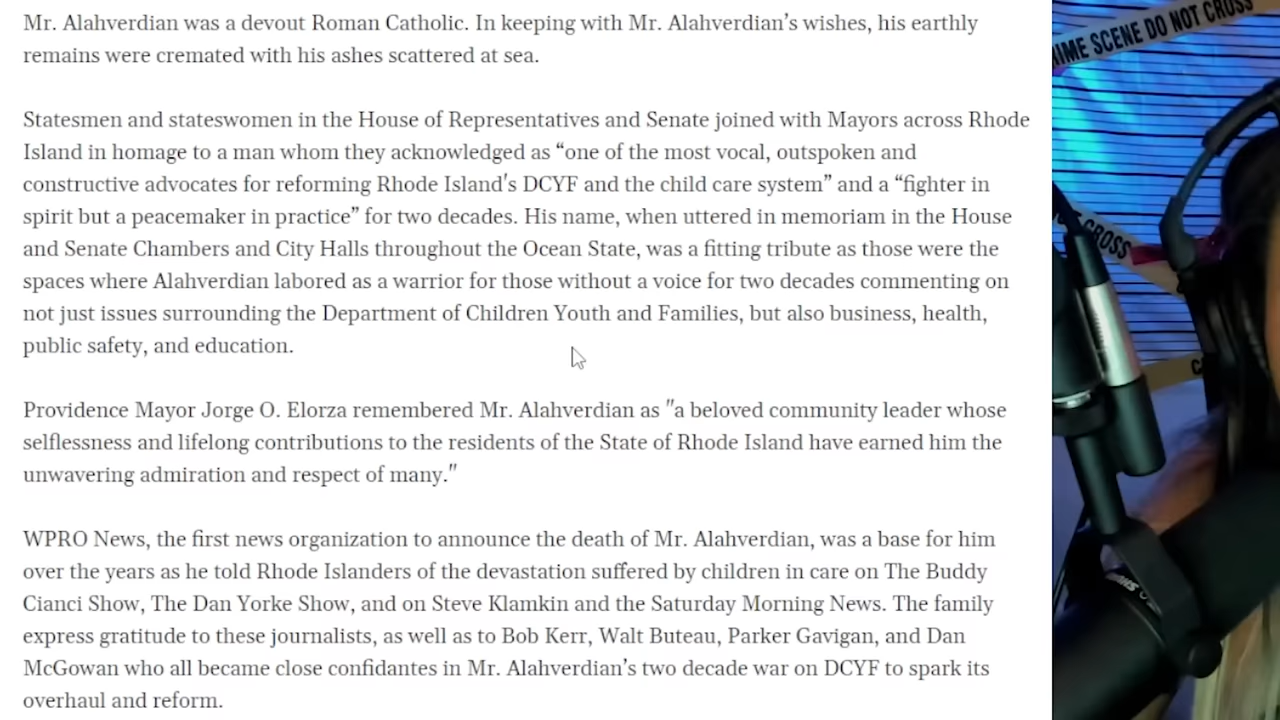 Mr. Alahverdian was a devout Roman Catholic. In keeping with Mr. Alahverdian’s wishes, his earthly
remains were cremated with his ashes scattered at sea.
Statesmen and stateswomen in the House of Representatives and Senate joined with Mayors across Rhode
Island in homage to a man whom they acknowledged as “one of the most vocal, outspoken and
constructive advocates for reforming Rhode Island's DCYF and the child care system” and a “fighter in
spirit but a peacemaker in practice” for two decades. His name, when uttered in memoriam in the House
and Senate Chambers and City Halls throughout the Ocean State, was a fitting tribute as those were the
spaces where Alahverdian labored as a warrior for those without a voice for two decades commenting on
not just issues surrounding the Department of Children Youth and Families, but also business, health,
public safety, and education.
Providence Mayor Jorge O. Elorza remembered Mr. Alahverdian as "a beloved community leader whose
selflessness and lifelong contributions to the residents of the State of Rhode Island have earned him the
unwavering admiration and respect of many."
WPRO News, the first news organization to announce the death of Mr. Alahverdian, was a base for him
over the years as he told Rhode Islanders of the devastation suffered by children in care on The Buddy
Cianci Show, The Dan Yorke Show, and on Steve Klamkin and the Saturday Morning News. The family
express gratitude to these journalists, as well as to Bob Kerr, Walt Buteau, Parker Gavigan, and Dan
McGowan who all became close confidantes in Mr. Alahverdian’s two decade war on DCYF to spark its
overhaul and reform.
SCENE DO NOT CROSS
CROSS